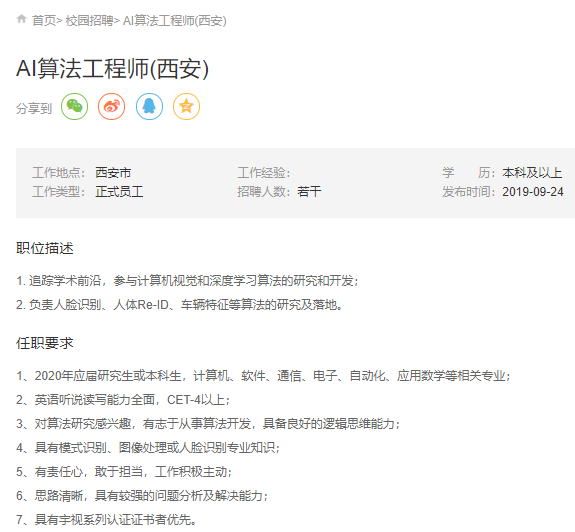 首页> 校园招聘> AI算法工程师(西安)
AI算法工程师(西安)
分享到
工作地点： 西安市 工作经验： 学 历： 本科及以上
工作类型： 正式员工 招聘人数： 若干 发布时间： 2019-09-24
职位描述
1. 追踪学术前沿，参与计算机视觉和深度学习算法的研究和开发；
2. 负责人脸识别、人体Re-ID、车辆特征等算法的研究及落地。
任职要求
1、2020年应届研究生或本科生，计算机、软件、通信、电子、自动化、应用数学等相关专业；
2、英语听说读写能力全面，CET-4以上；
3、对算法研究感兴趣，有志于从事算法开发，具备良好的逻辑思维能力；
4、具有模式识别、图像处理或人脸识别专业知识；
5、有责任心，敢于担当，工作积极主动；
6、思路清晰，具有较强的问题分析及解决能力；
7、具有宇视系列认证证书者优先。